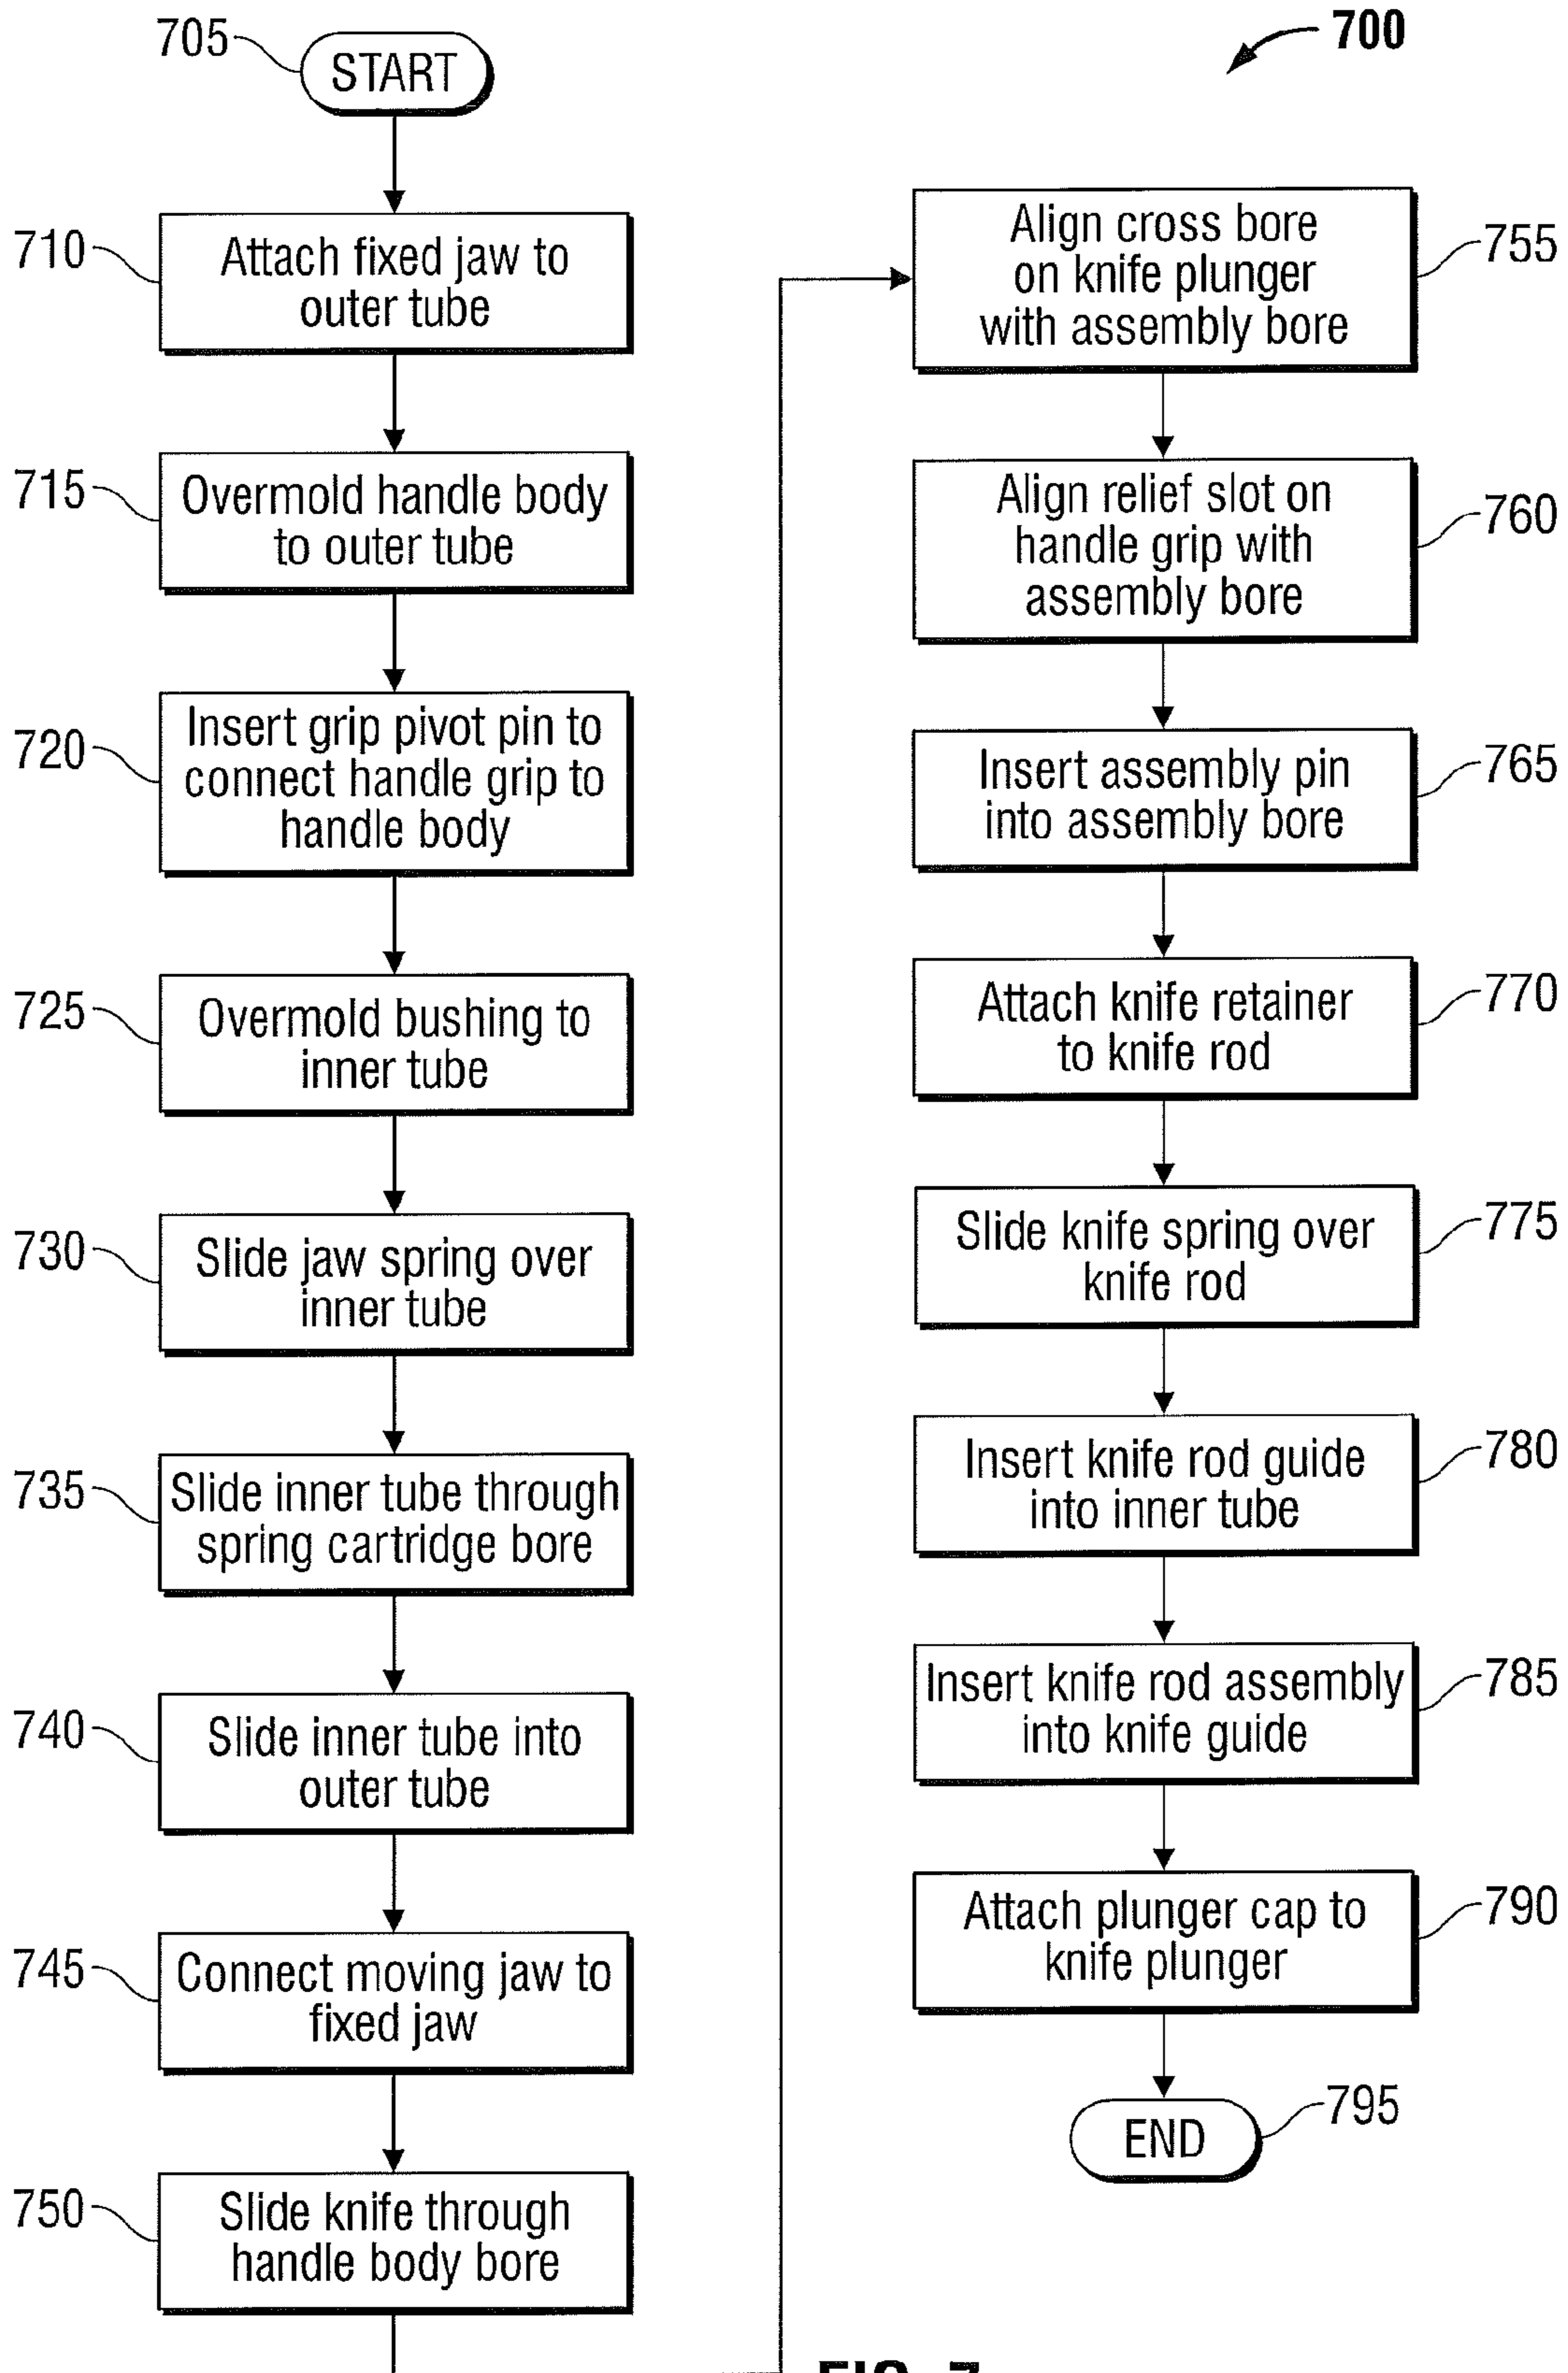 705
START
700
710
Attach fixed jaw to
outer tube
715
Overmold handle body
to outer tube
720
Insert grip pivot pin to
connect handle grip to
handle body
725
Overmold bushing to
inner tube
730
Slide jaw spring over
inner tube
735
Slide inner tube through
spring cartridge bore
740
Slide inner tube into
outer tube
745
Connect moving jaw to
fixed jaw
750
Slide knife through
handle body bore
Align cross bore
on knife plunger
with assembly bore
755
Align relief slot on
handle grip with
assembly bore
760
Insert assembly pin
into assembly bore
765
Attach knife retainer
to knife rod
770
Slide knife spring over
knife rod
775
Insert knife rod guide
into inner tube
780
Insert knife rod assembly
into knife guide
785
Attach plunger cap to
knife plunger
790
END
795
FIG. 7